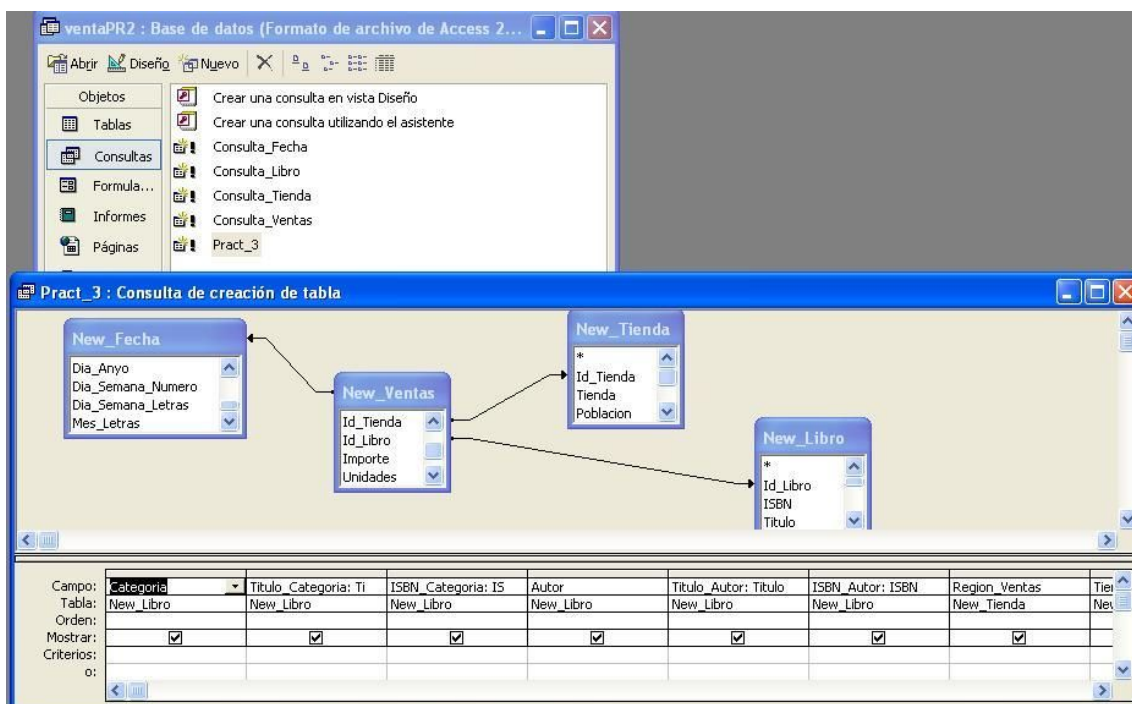 ventaPR2 : Base de datos (Formato de archivo de Access 2...
Abrir Diseño Nuevo
Objetos
Tablas
Consultas
Formula...
Informes
Páginas
Crear una consulta en vista Diseño
Crear una consulta utilizando el asistente
Consulta_Fecha
Consulta_Libro
Consulta_Tienda
Consulta_Ventas
Pract_3
Pract_3 : Consulta de creación de tabla
New_Fecha
Dia_Anyo
Dia_Semana_Numero
Dia_Semana_Letras
Mes_Letras
New_Ventas
Id_Tienda
Id_Libro
Importe
Unidades
New_Tienda
*
Id_Tienda
Tienda
Poblacion
New_Libro
*
Id_Libro
ISBN
Titulo
Campo: Categoria Titulo_Categoria: Ti ISBN_Categoria: IS Autor Titulo_Autor: Titulo ISBN_Autor: ISBN Region_Ventas Tie
Tabla: New_Libro New_Libro New_Libro New_Libro New_Libro New_Libro New_Tienda Ne
Orden:
Mostrar:
Criterios:
o: